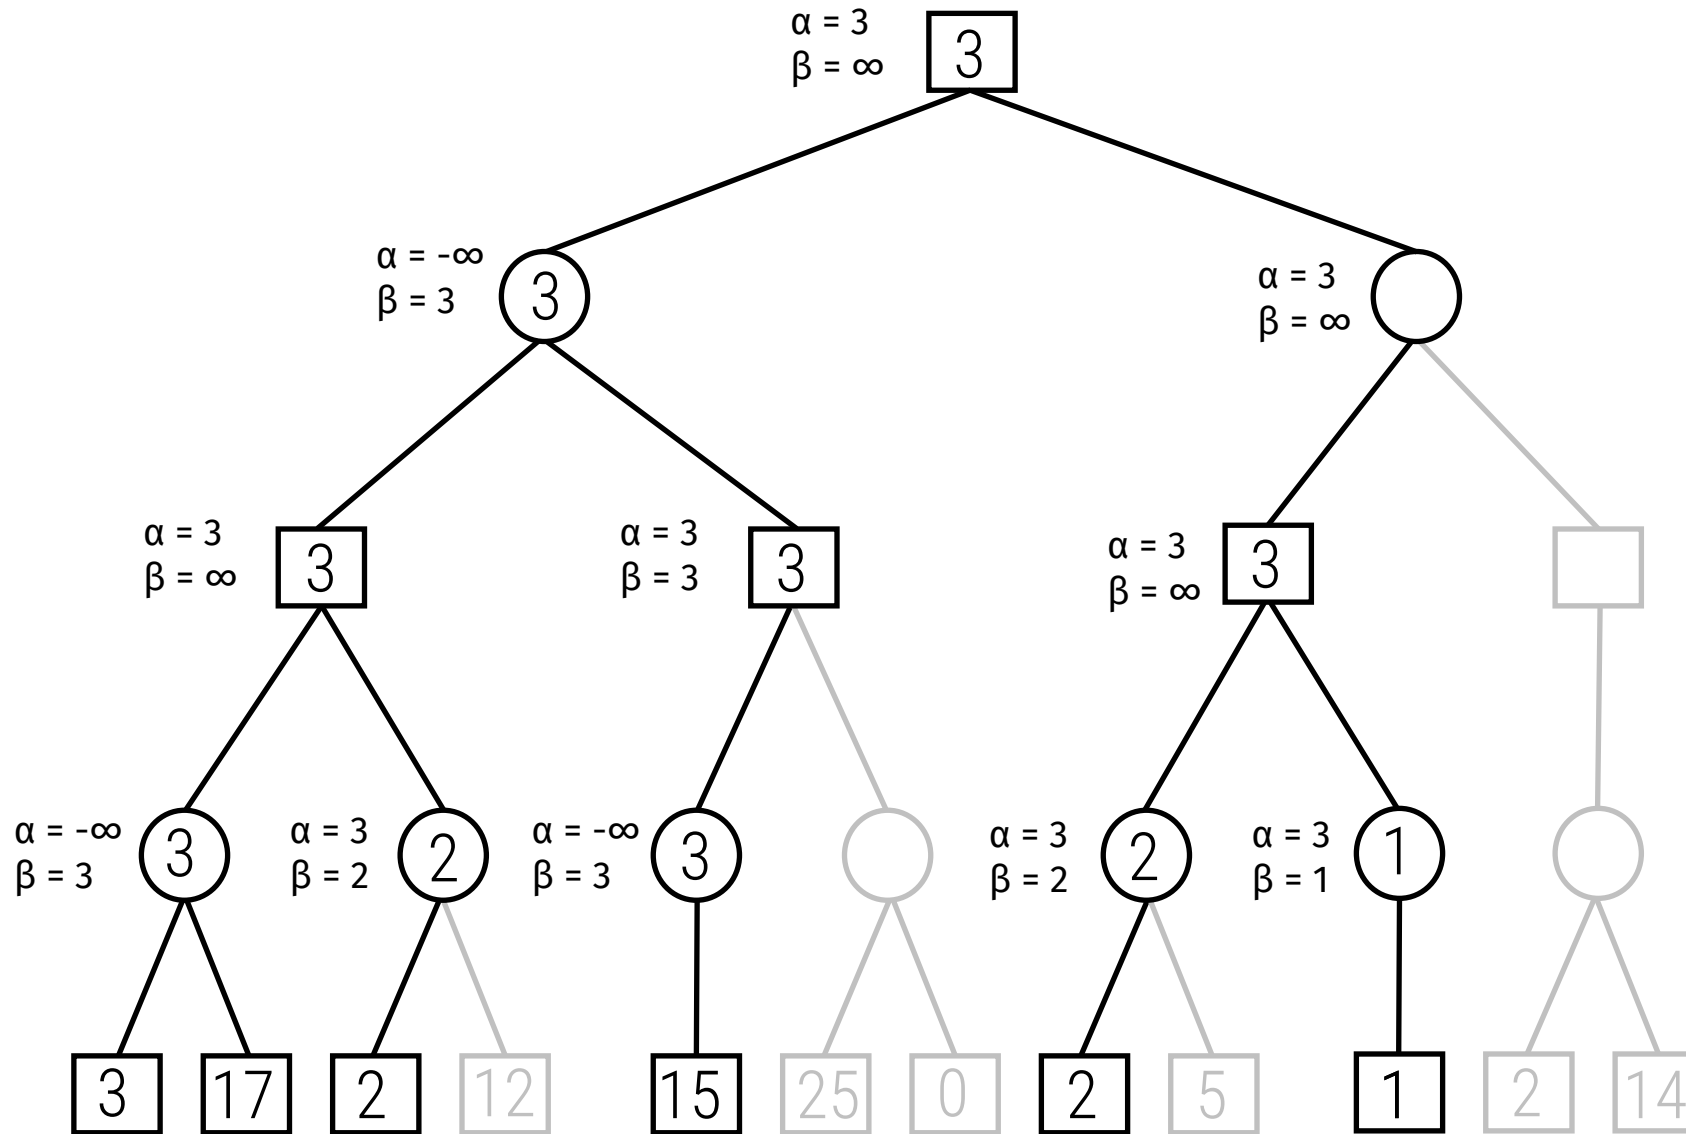 α = 3
β = ∞
3
α = -∞
β = 3
3
α = 3
β = ∞
α = 3
β = ∞
3
α = 3
β = 3
3
α = 3
β = ∞
3
α = -∞
β = 3
3
α = 3
β = 2
2
α = -∞
β = 3
3
α = 3
β = 2
2
α = 3
β = 1
1
3
17
2
12
15
25
0
2
5
1
2
14